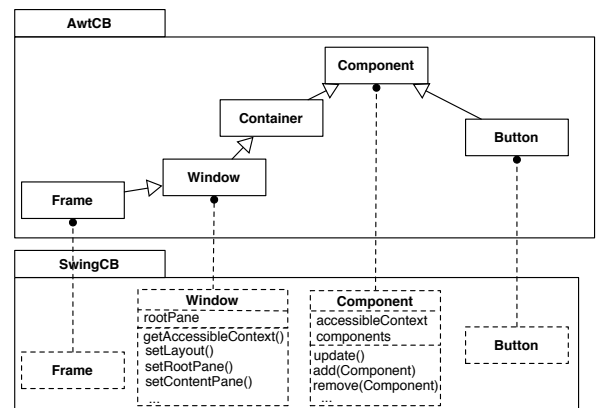 AwtCB
Component
Container
Button
Window
Frame
SwingCB
Window
rootPane
getAccessibleContext()
setLayout()
setRootPane()
setContentPane()
...
Component
accessibleContext
components
update()
add(Component)
remove(Component)
...
Button
Frame